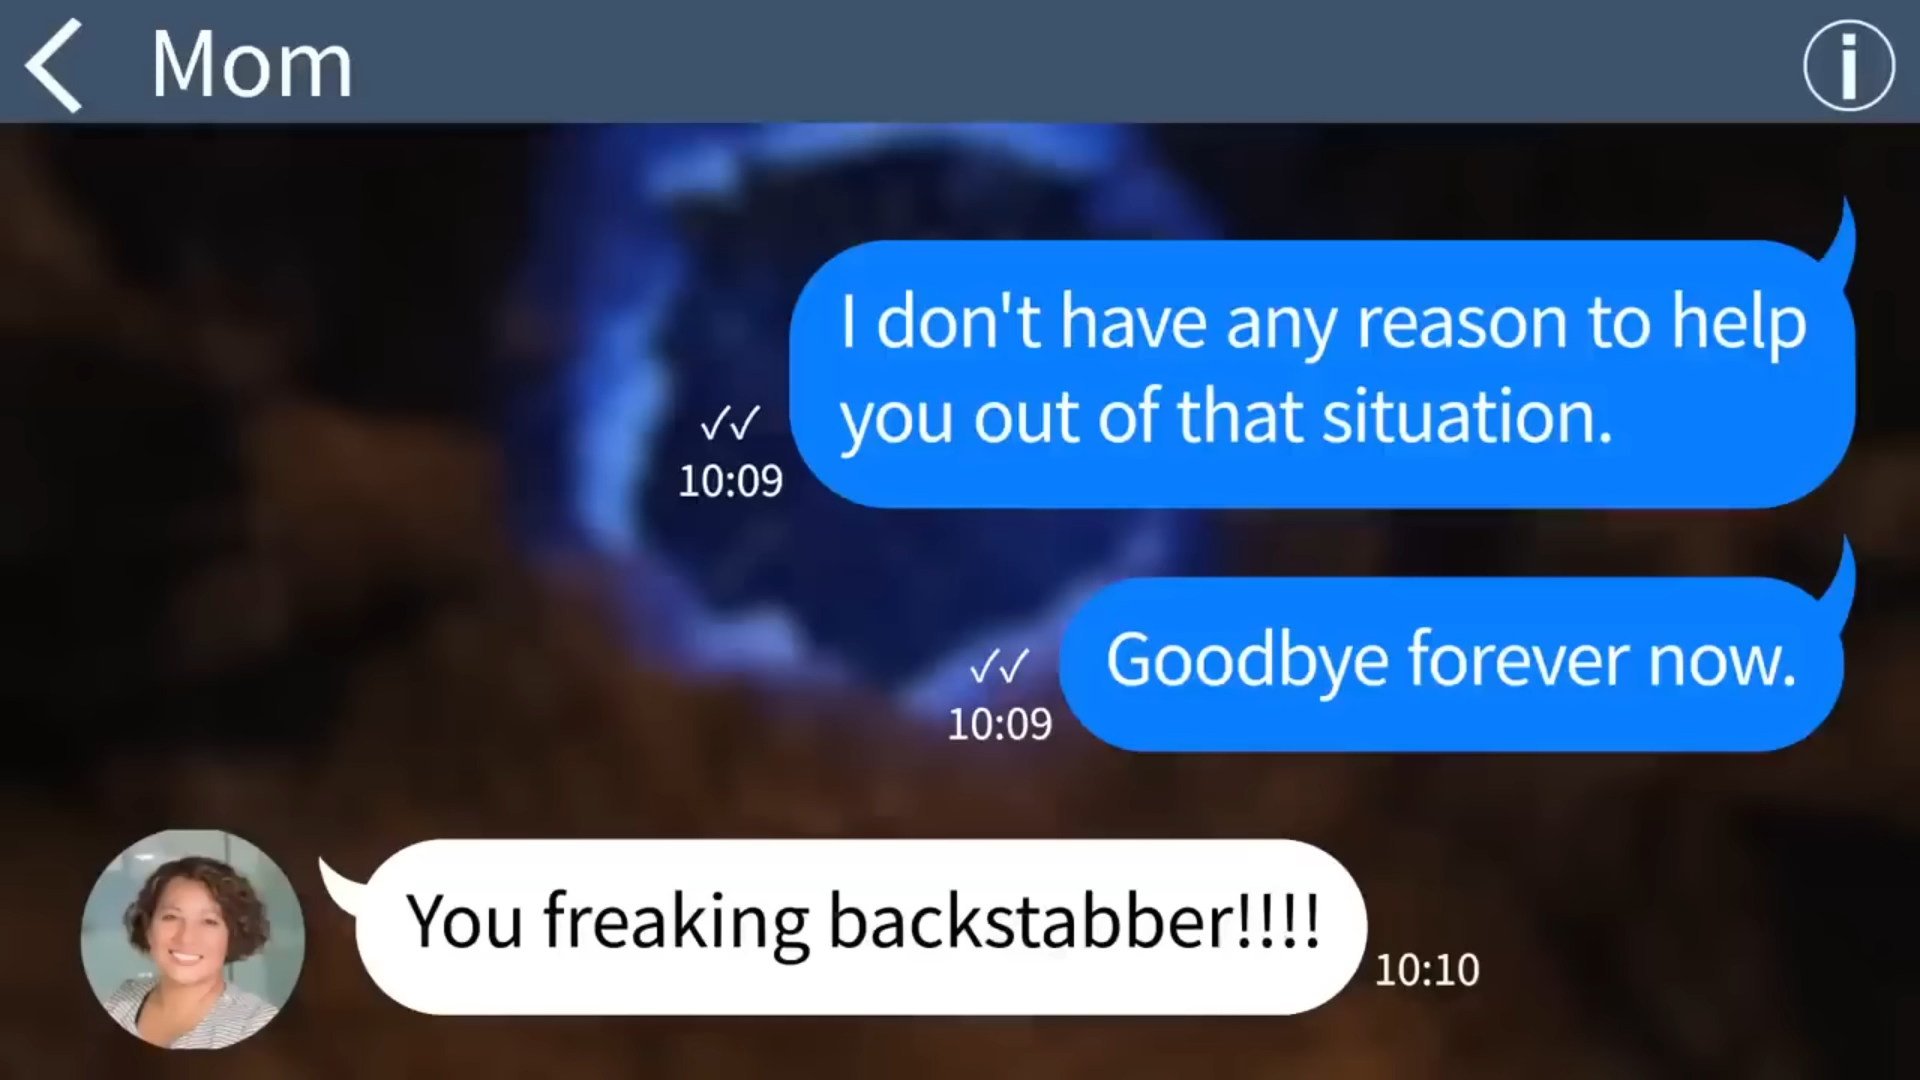 Mom
I don't have any reason to help
you out of that situation.
10:09
Goodbye forever now.
10:09
You freaking backstabber!!!!
10:10